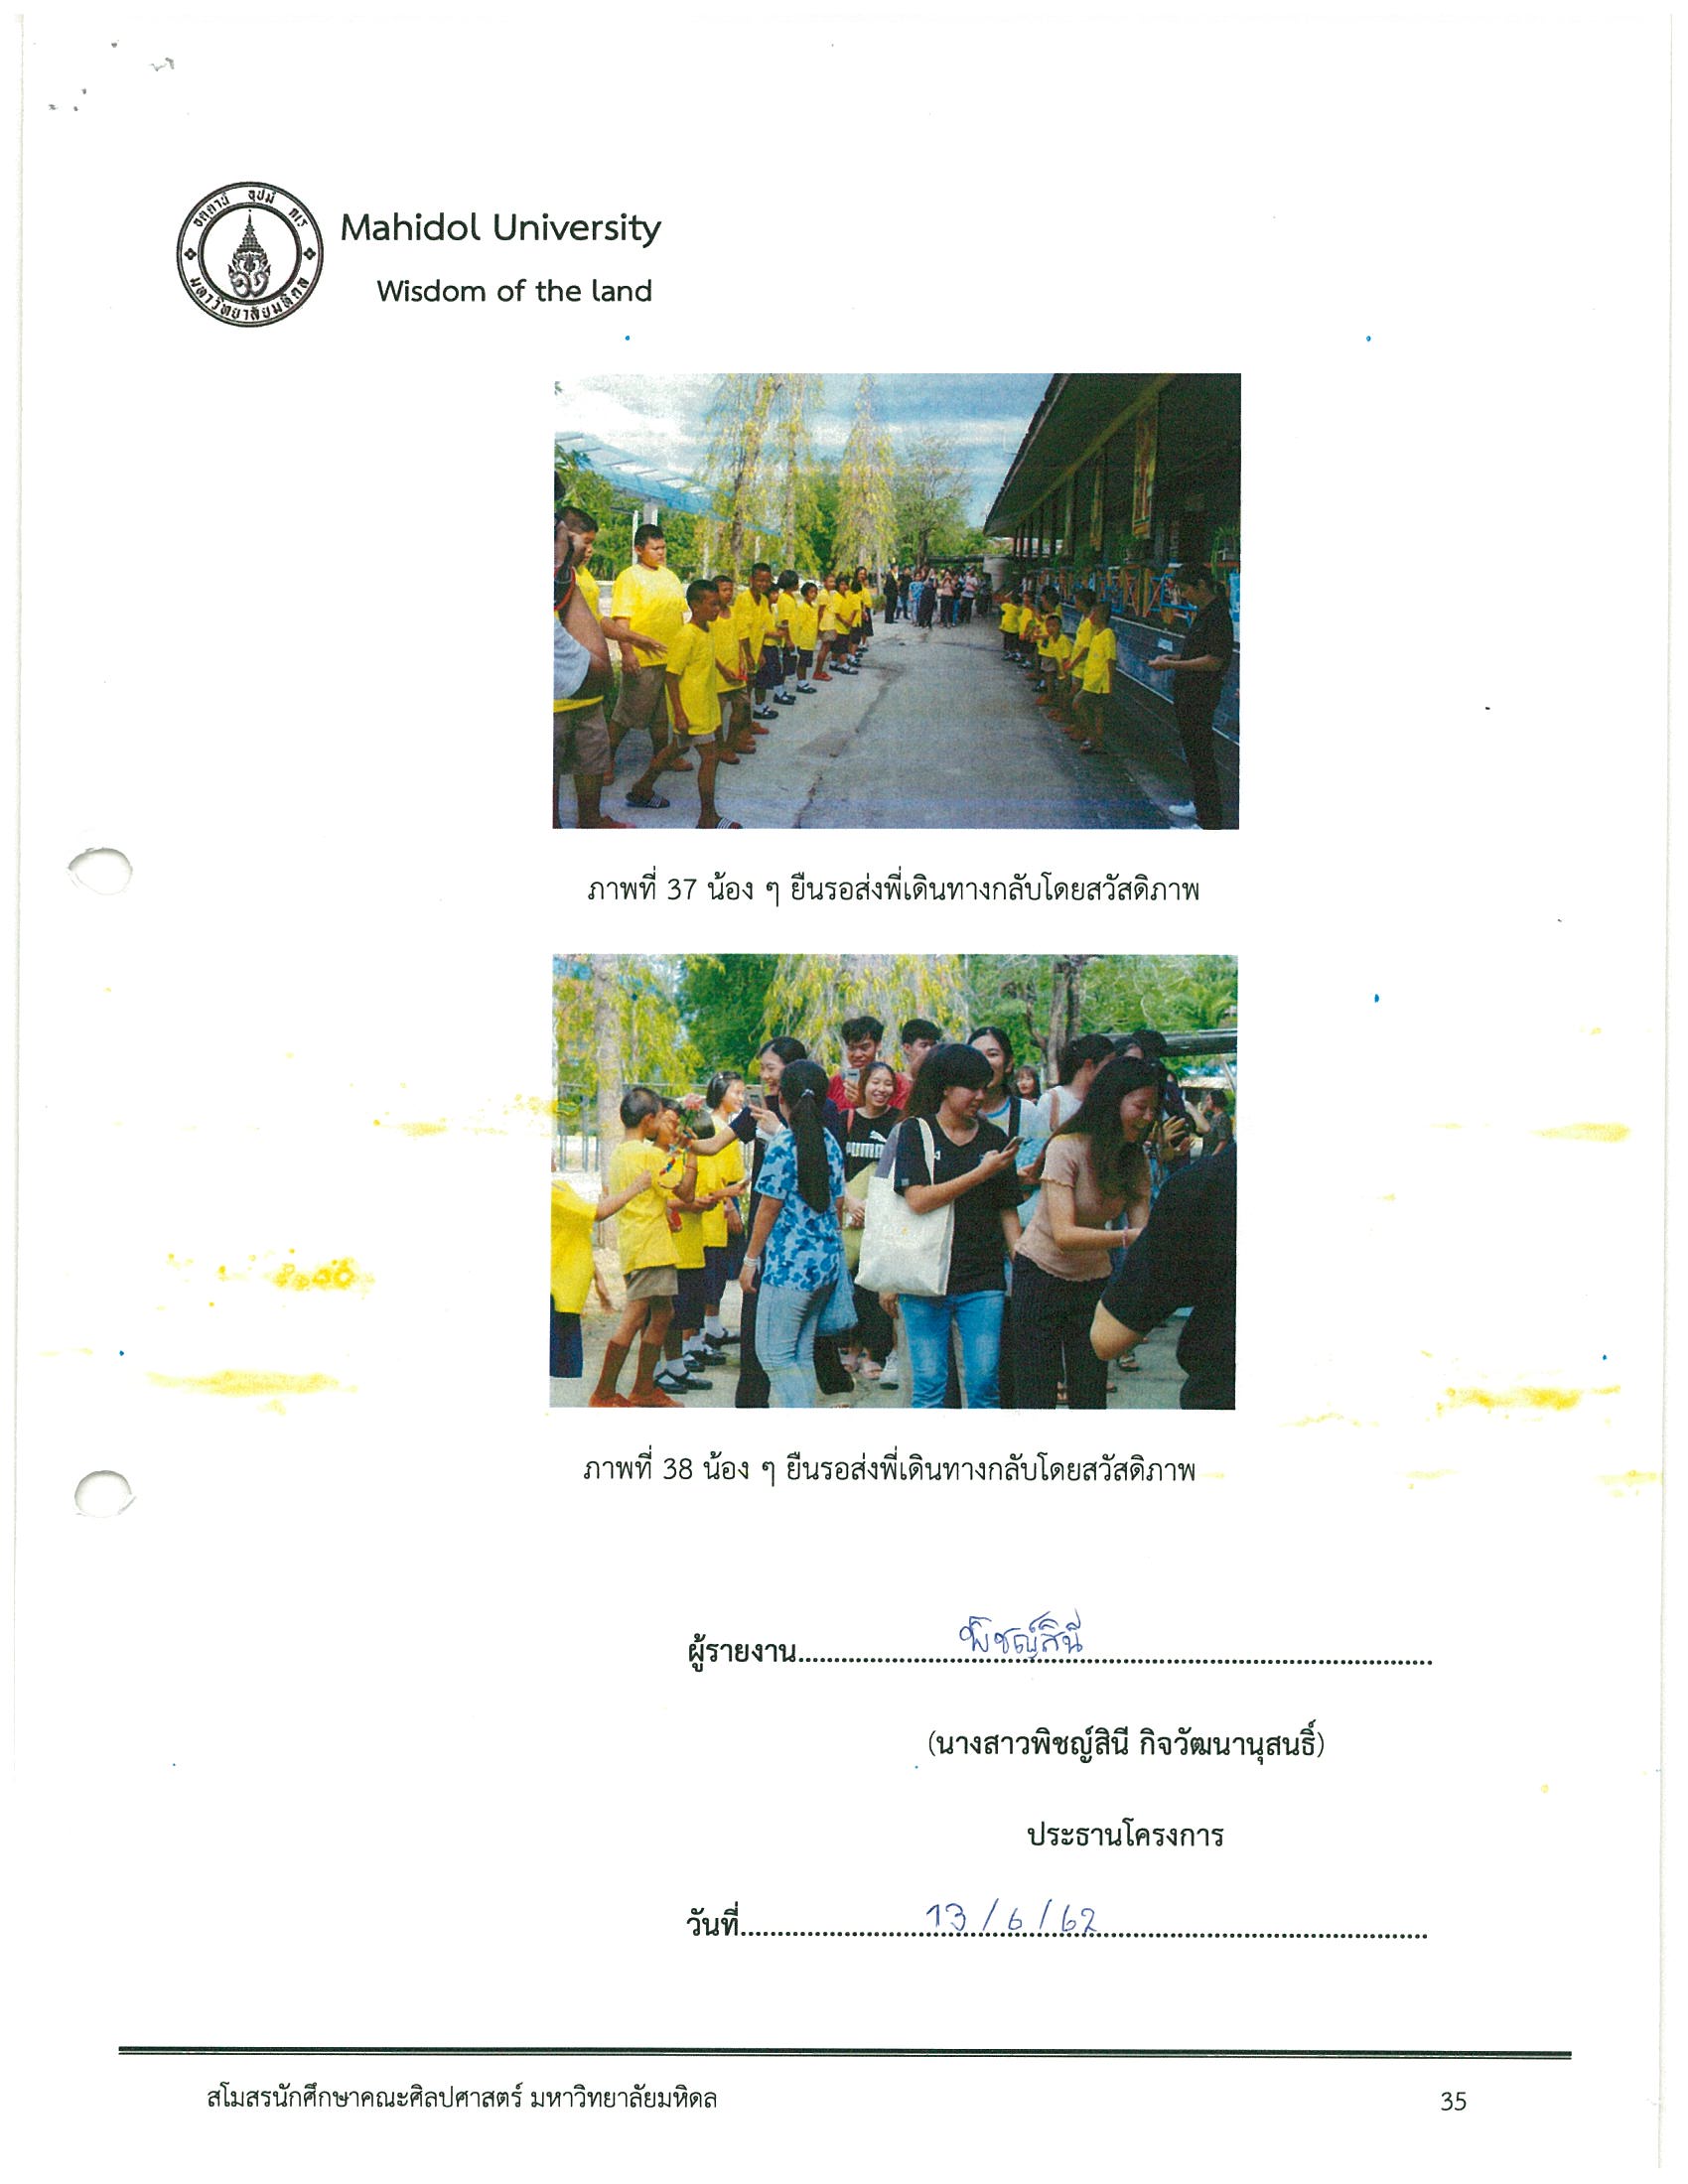 อตฺตานํ อุปมํ กเร
มหาวิทยาลัยมหิดล
Mahidol University
Wisdom of the land
ภาพที่ 37 น้อง ๆ ยืนรอส่งพี่เดินทางกลับโดยสวัสดิภาพ
PUMA
ภาพที่ 38 น้อง ๆ ยืนรอส่งพี่เดินทางกลับโดยสวัสดิภาพ
ผู้รายงาน พิชญ์สินี
(นางสาวพิชญ์สินี กิจวัฒนานุสนธิ์)
ประธานโครงการ
วันที่ 13/6/62
สโมสรนักศึกษาคณะศิลปศาสตร์ มหาวิทยาลัยมหิดล 35